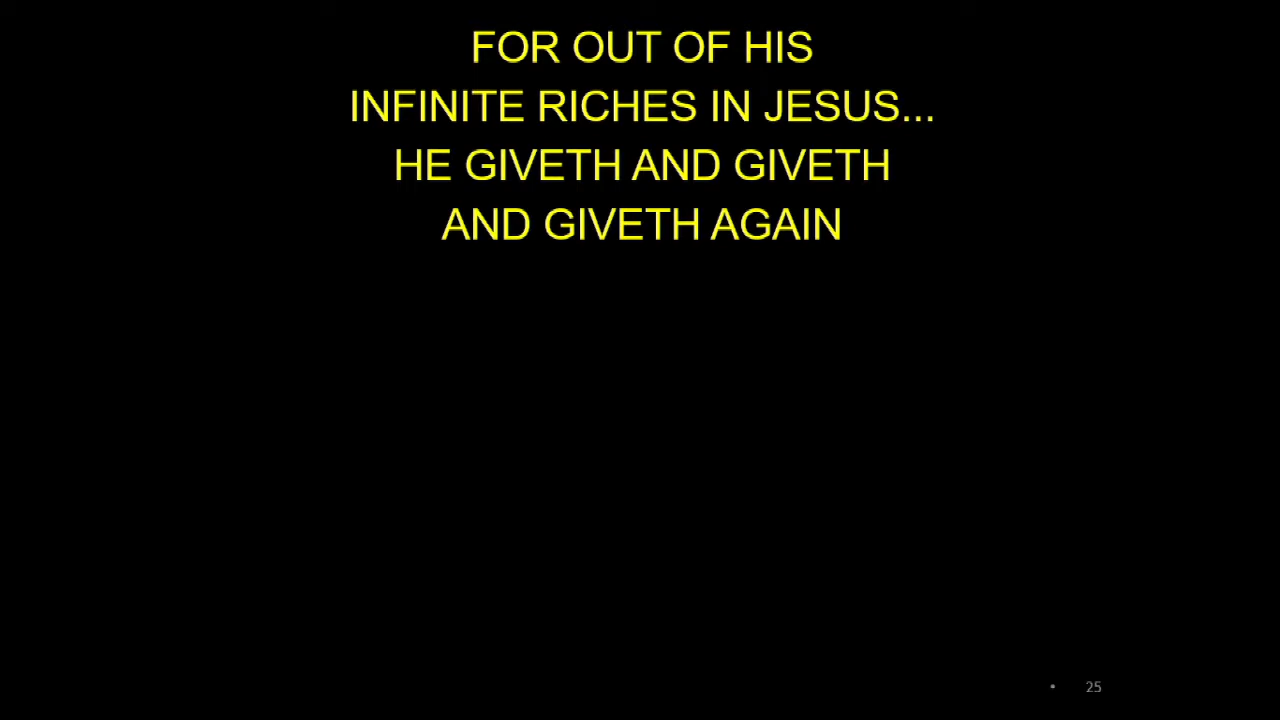 FOR OUT OF HIS
INFINITE RICHES IN JESUS...
HE GIVETH AND GIVETH
AND GIVETH AGAIN
• 25